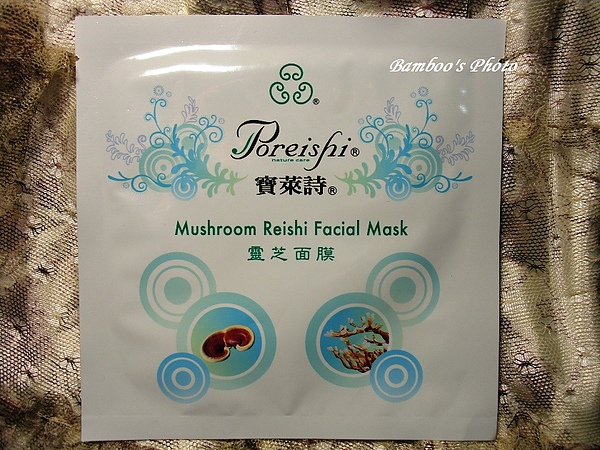 Bamboo's Photo
®
Poreishi®
nature care
寶萊詩®
Mushroom Reishi Facial Mask
靈芝面膜